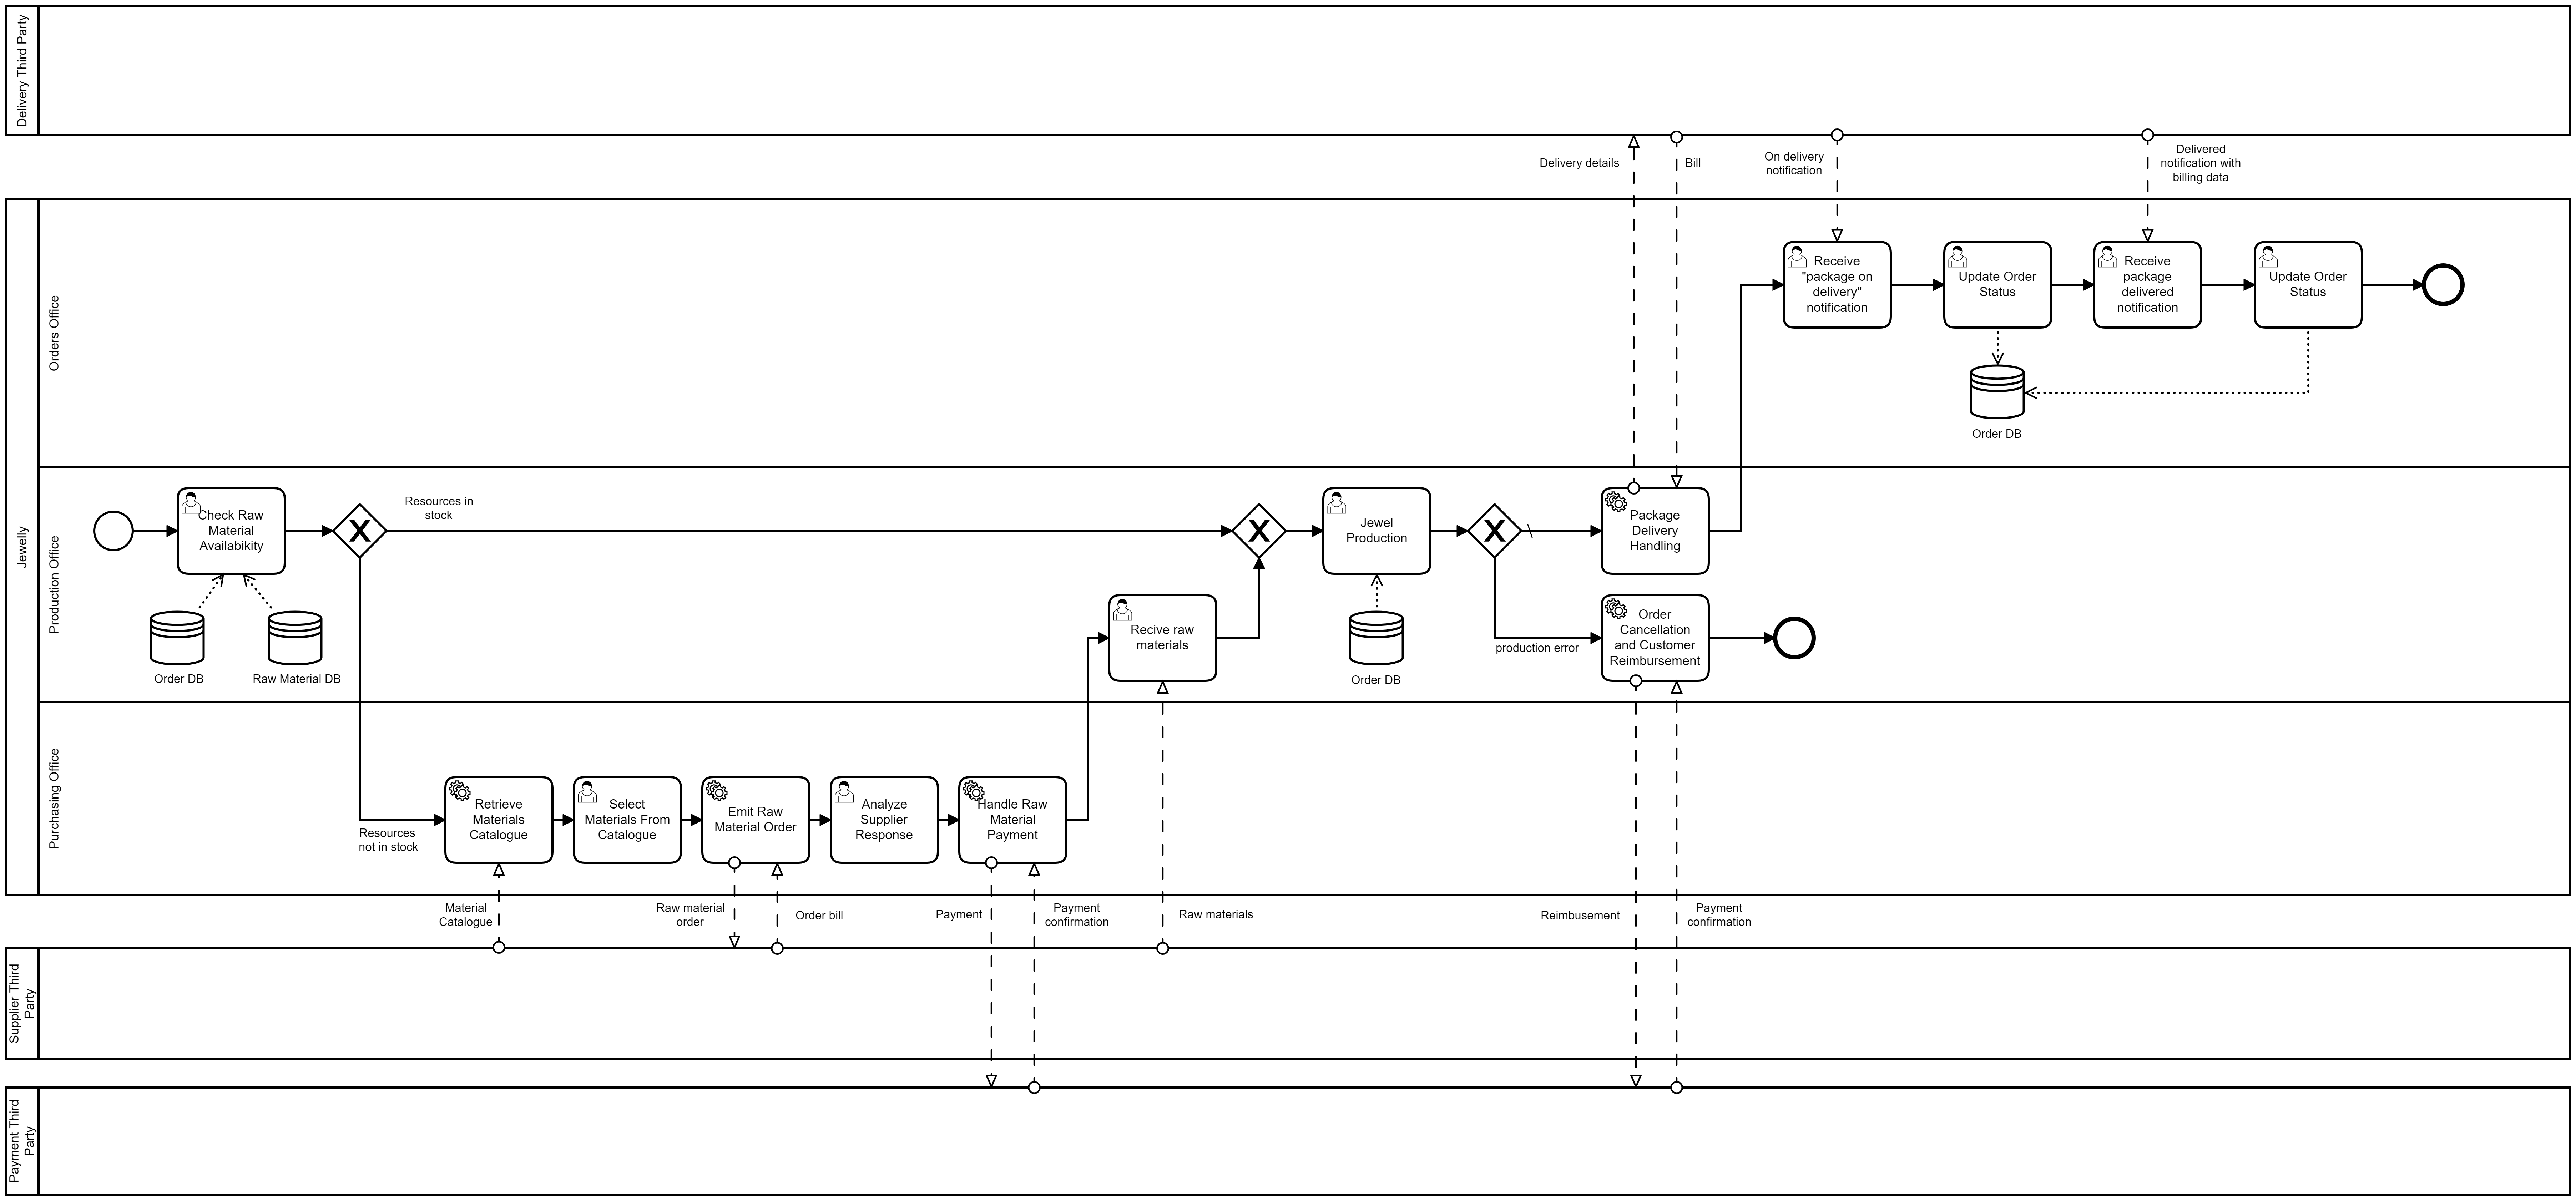 Delivery Third Party
Delivery details
Bill
On delivery
notification
Delivered
notification with
billing data
Jewelly
Orders Office
Receive
"package on
delivery"
notification
Update Order
Status
Receive
package
delivered
notification
Update Order
Status
Order DB
Production Office
Check Raw
Material
Availabikity
Order DB
Raw Material DB
Resources in
stock
Recive raw
materials
Jewel
Production
Order DB
production error
Package
Delivery
Handling
Order
Cancellation
and Customer
Reimbursement
Purchasing Office
Resources
not in stock
Retrieve
Materials
Catalogue
Select
Materials From
Catalogue
Emit Raw
Material Order
Analyze
Supplier
Response
Handle Raw
Material
Payment
Material
Catalogue
Raw material
order
Order bill
Payment
Payment
confirmation
Raw materials
Reimbusement
Payment
confirmation
Supplier Third
Party
Payment Third
Party